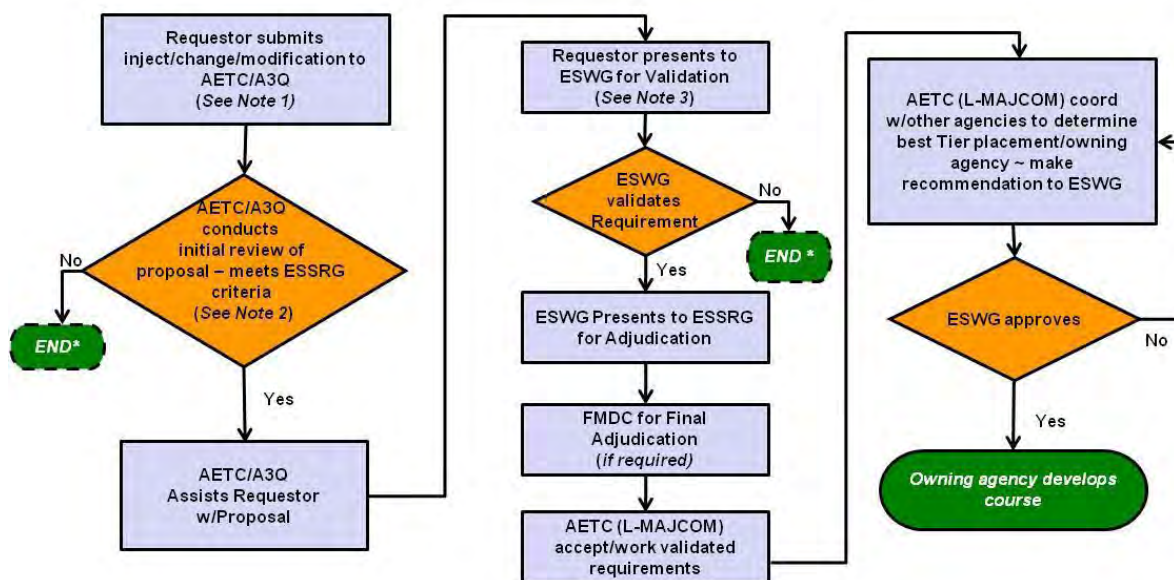 Requestor submits
inject/change/modification to
AETC/A3Q
(See Note 1)
AETC/A3Q
conducts
initial review of
proposal – meets ESSRG
criteria
(See Note 2)
No
END*
Yes
AETC/A3Q
Assists Requestor
w/Proposal
Requestor presents to
ESWG for Validation
(See Note 3)
ESWG
validates
Requirement
No
END *
Yes
ESWG Presents to ESSRG
for Adjudication
FMDC for Final
Adjudication
(if required)
AETC (L-MAJCOM)
accept/work validated
requirements
AETC (L-MAJCOM) coord
w/other agencies to determine
best Tier placement/owning
agency ~ make
recommendation to ESWG
ESWG approves
No
Yes
Owning agency develops
course